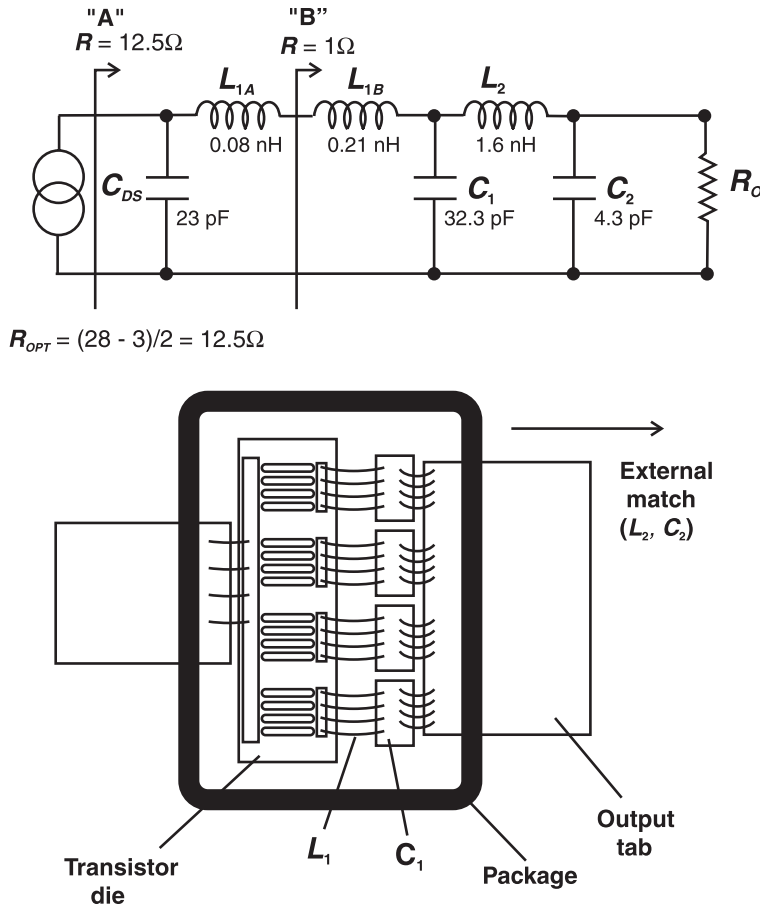 "A"
R = 12.5Ω
"B"
R = 1Ω
L1A
L1B
L2
0.08 nH
0.21 nH
1.6 nH
CDS
23 pF
C1
32.3 pF
C2
4.3 pF
RO
ROPT = (28 - 3)/2 = 12.5Ω
External
match
(L2, C2)
Output
tab
L1
C1
Package
Transistor
die